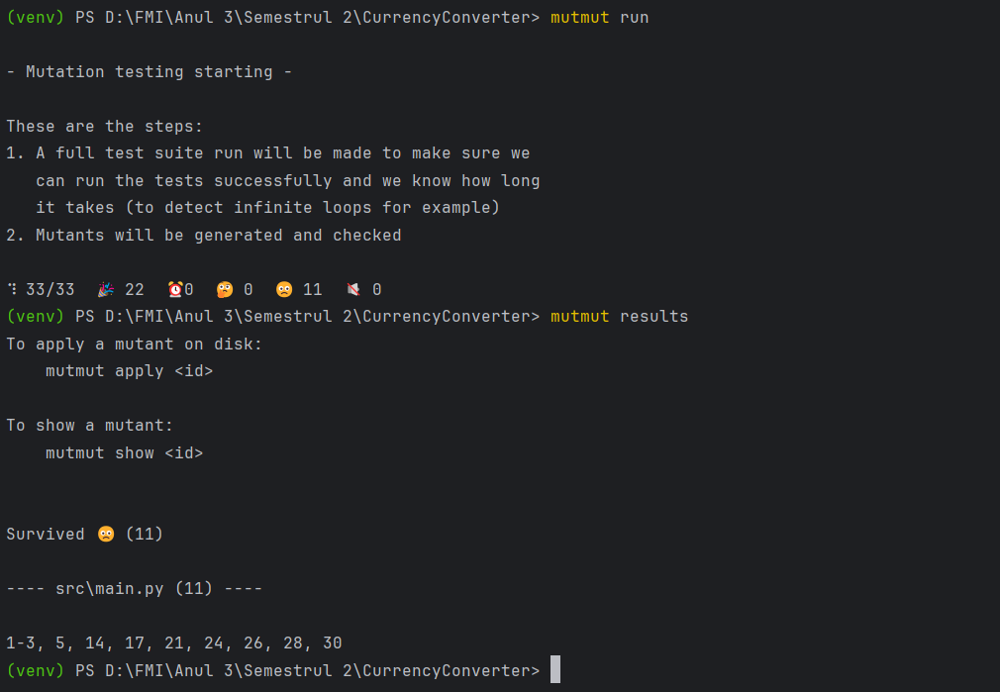 (venv) PS D:\FMI\Anul 3\Semestrul 2\CurrencyConverter> mutmut run
- Mutation testing starting -
These are the steps:
1. A full test suite run will be made to make sure we
   can run the tests successfully and we know how long
   it takes (to detect infinite loops for example)
2. Mutants will be generated and checked
⠹ 33/33  🎉 22  ⏰ 0  🤔 0  🙁 11  🔇 0
(venv) PS D:\FMI\Anul 3\Semestrul 2\CurrencyConverter> mutmut results
To apply a mutant on disk:
    mutmut apply <id>
To show a mutant:
    mutmut show <id>
Survived 🙁 (11)
---- src\main.py (11) ----
1-3, 5, 14, 17, 21, 24, 26, 28, 30
(venv) PS D:\FMI\Anul 3\Semestrul 2\CurrencyConverter>